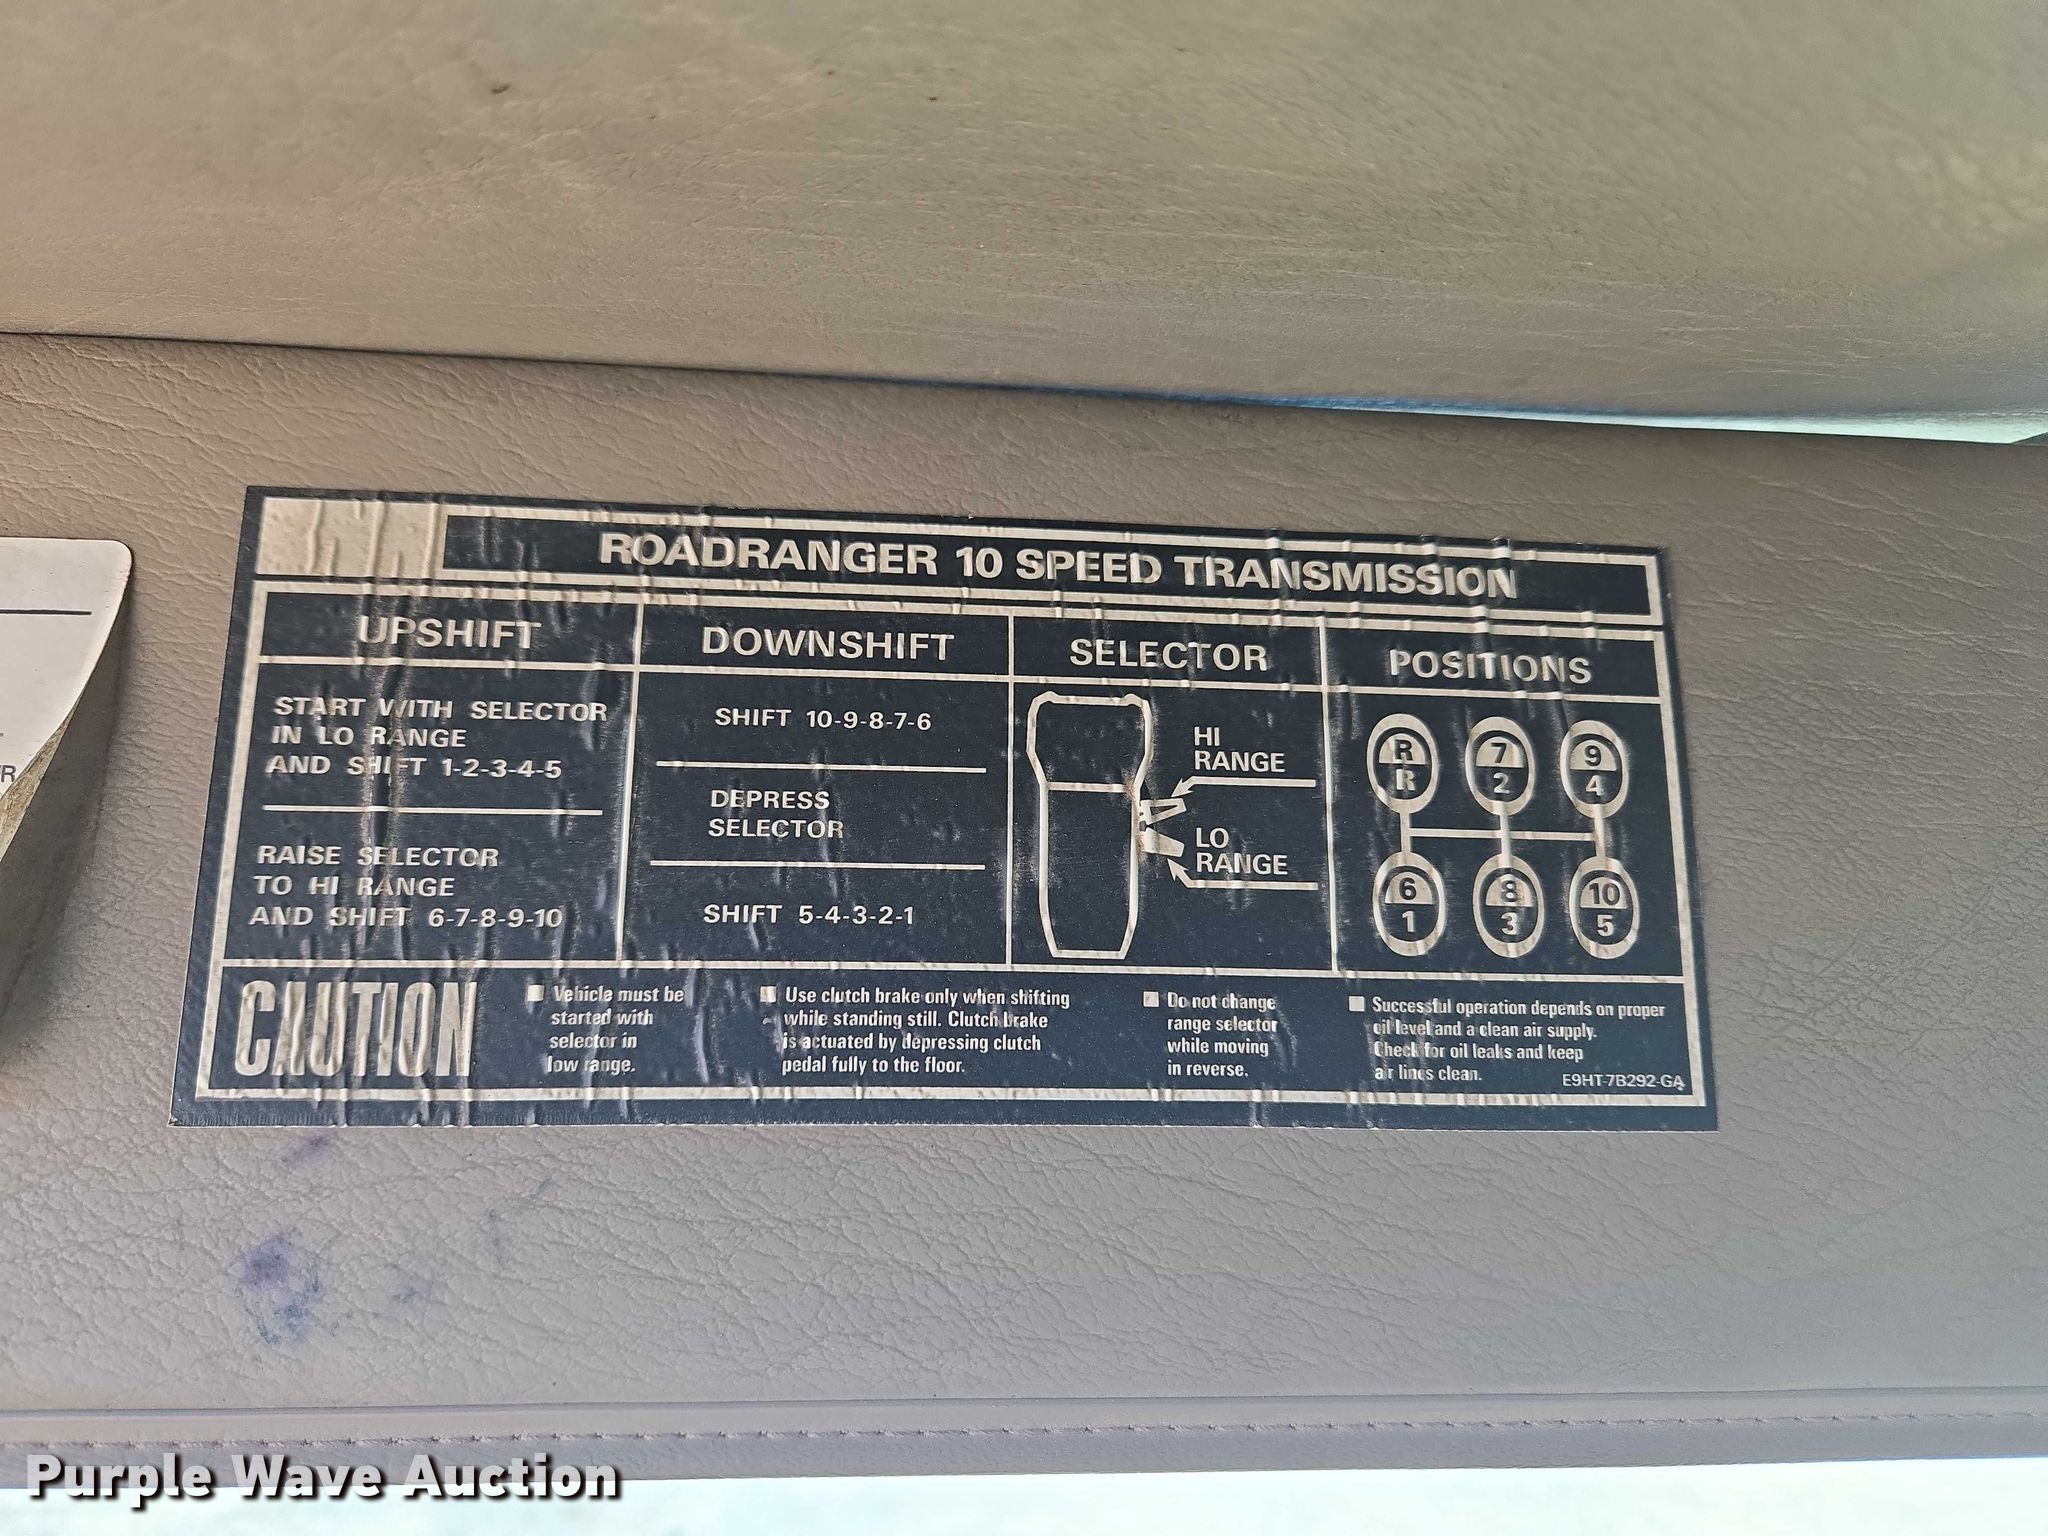 ROADRANGER 10 SPEED TRANSMISSION
UPSHIFT
START WITH SELECTOR
IN LO RANGE
AND SHIFT 1-2-3-4-5
RAISE SELECTOR
TO HI RANGE
AND SHIFT 6-7-8-9-10
DOWNSHIFT
SHIFT 10-9-8-7-6
DEPRESS
SELECTOR
SHIFT 5-4-3-2-1
SELECTOR
HI
RANGE
LO
RANGE
POSITIONS
R 7 9
R 2 4
6 8 10
1 3 5
CAUTION
Vehicle must be
started with
selector in
low range.
Use clutch brake only when shifting
while standing still. Clutch brake
is actuated by depressing clutch
pedal fully to the floor.
Do not change
range selector
while moving
in reverse.
Successful operation depends on proper
oil level and a clean air supply.
Check for oil leaks and keep
air lines clean.
E9HT-7B292-GA
Purple Wave Auction